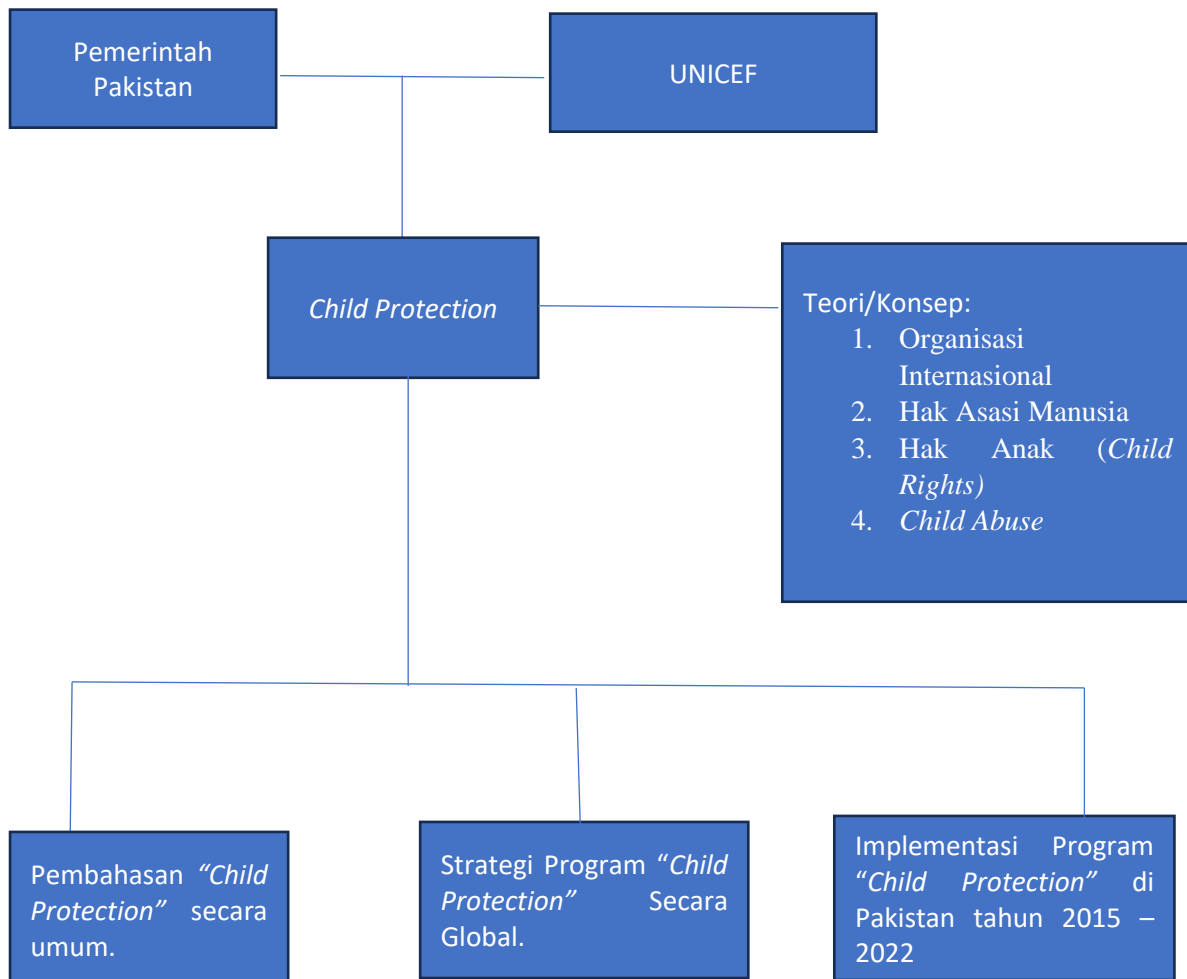 Pemerintah
Pakistan
UNICEF
Child Protection
Teori/Konsep:
1. Organisasi
Internasional
2. Hak Asasi Manusia
3. Hak Anak (Child
Rights)
4. Child Abuse
Pembahasan “Child
Protection” secara
umum.
Strategi Program “Child
Protection” Secara
Global.
Implementasi Program
“Child Protection” di
Pakistan tahun 2015 –
2022